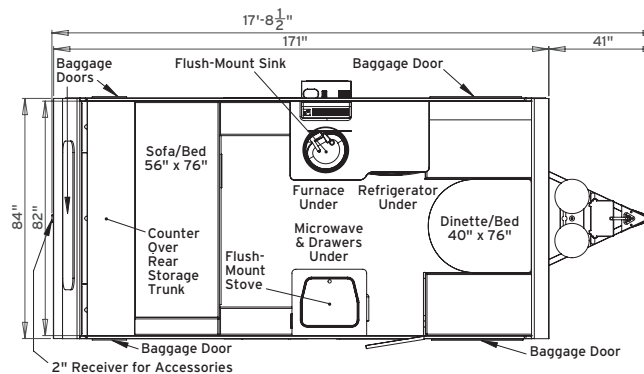 17'-8½"
171"
41"
Baggage
Doors
Flush-Mount Sink
Baggage Door
84"
82"
Sofa/Bed
56" x 76"
Furnace
Under
Refrigerator
Under
Dinette/Bed
40" x 76"
Counter
Over
Rear
Storage
Trunk
Flush-
Mount
Stove
Microwave
& Drawers
Under
Baggage Door
Baggage Door
2" Receiver for Accessories